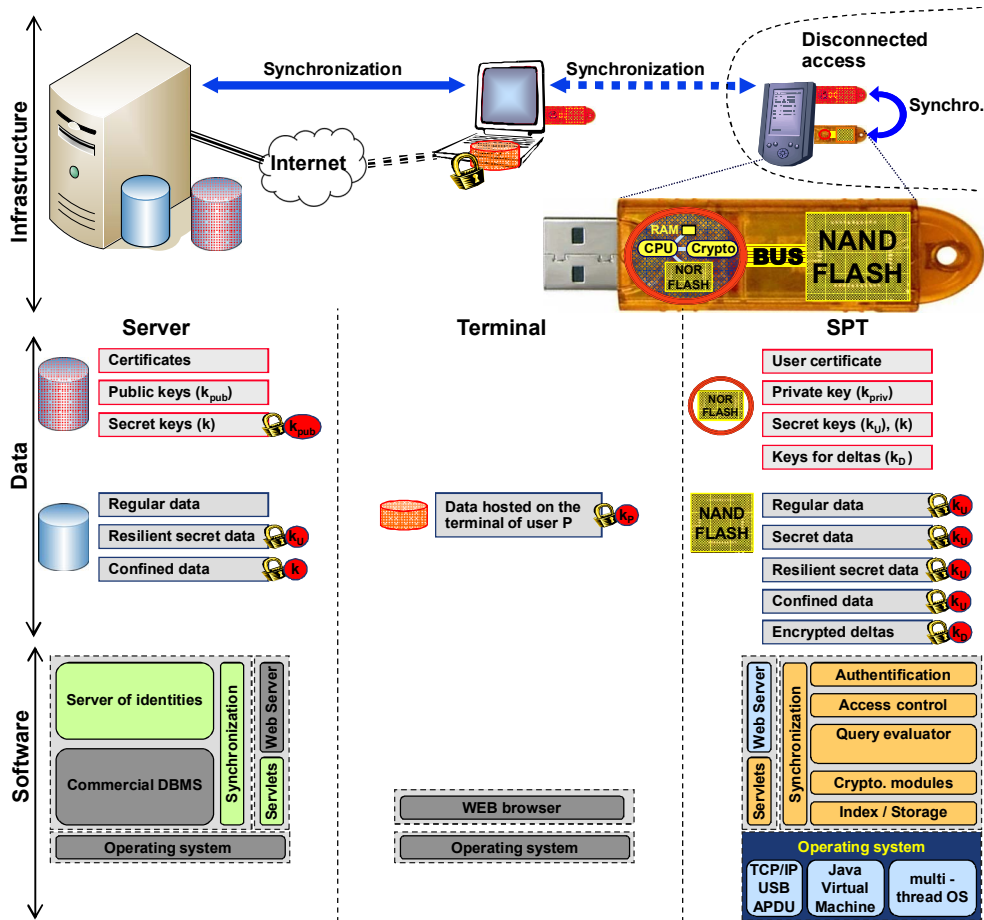 Infrastructure
Synchronization
Synchronization
Disconnected
access
Synchro.
Internet
RAM
CPU
Crypto
NOR
FLASH
BUS
NAND
FLASH
Server
Terminal
SPT
Data
Certificates
Public keys (kpub)
Secret keys (k)
kpub
Regular data
Resilient secret data
kU
Confined data
k
Data hosted on the
terminal of user P
kP
NOR
FLASH
User certificate
Private key (kpriv)
Secret keys (kU), (k)
Keys for deltas (kD)
NAND
FLASH
Regular data
kU
Secret data
kU
Resilient secret data
kU
Confined data
kU
Encrypted deltas
kD
Software
Server of identities
Commercial DBMS
Synchronization
Web Server
Servlets
Operating system
WEB browser
Operating system
Web Server
Servlets
Synchronization
Authentification
Access control
Query evaluator
Crypto. modules
Index / Storage
Operating system
TCP/IP
USB
APDU
Java
Virtual
Machine
multi -
thread OS